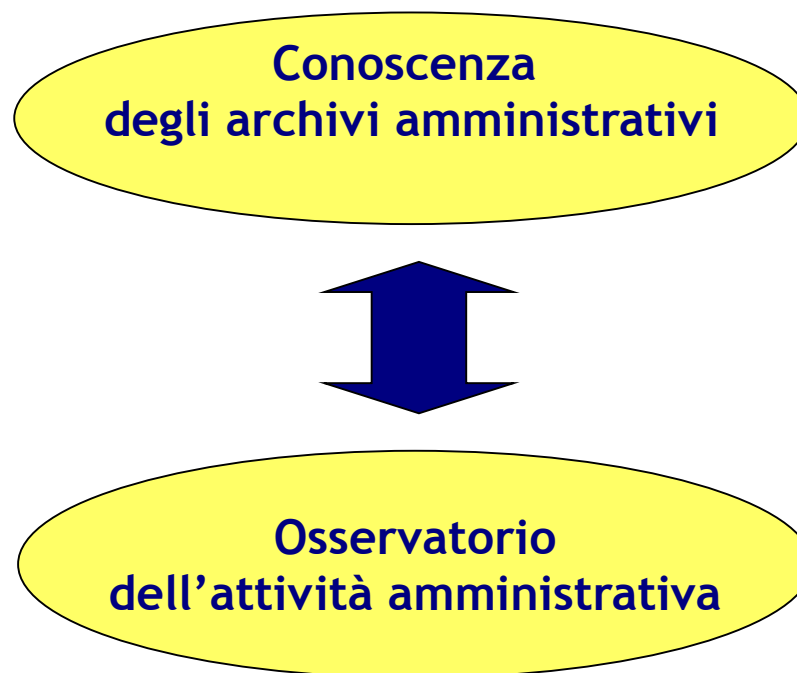 Conoscenza
degli archivi amministrativi
Osservatorio
dell’attività amministrativa